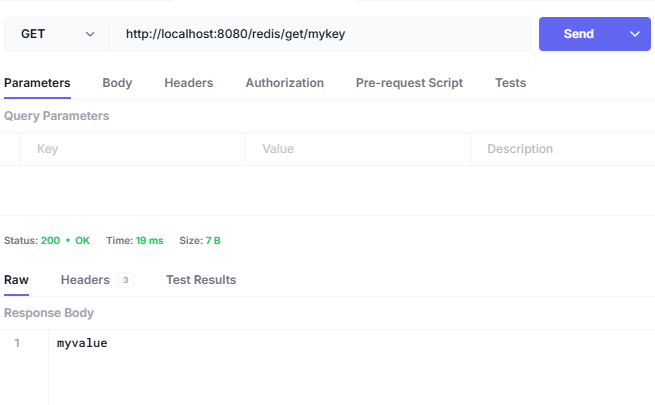 GET http://localhost:8080/redis/get/mykey Send
Parameters Body Headers Authorization Pre-request Script Tests
Query Parameters
Key Value Description
Status: 200 • OK Time: 19 ms Size: 7 B
Raw Headers 3 Test Results
Response Body
1 myvalue